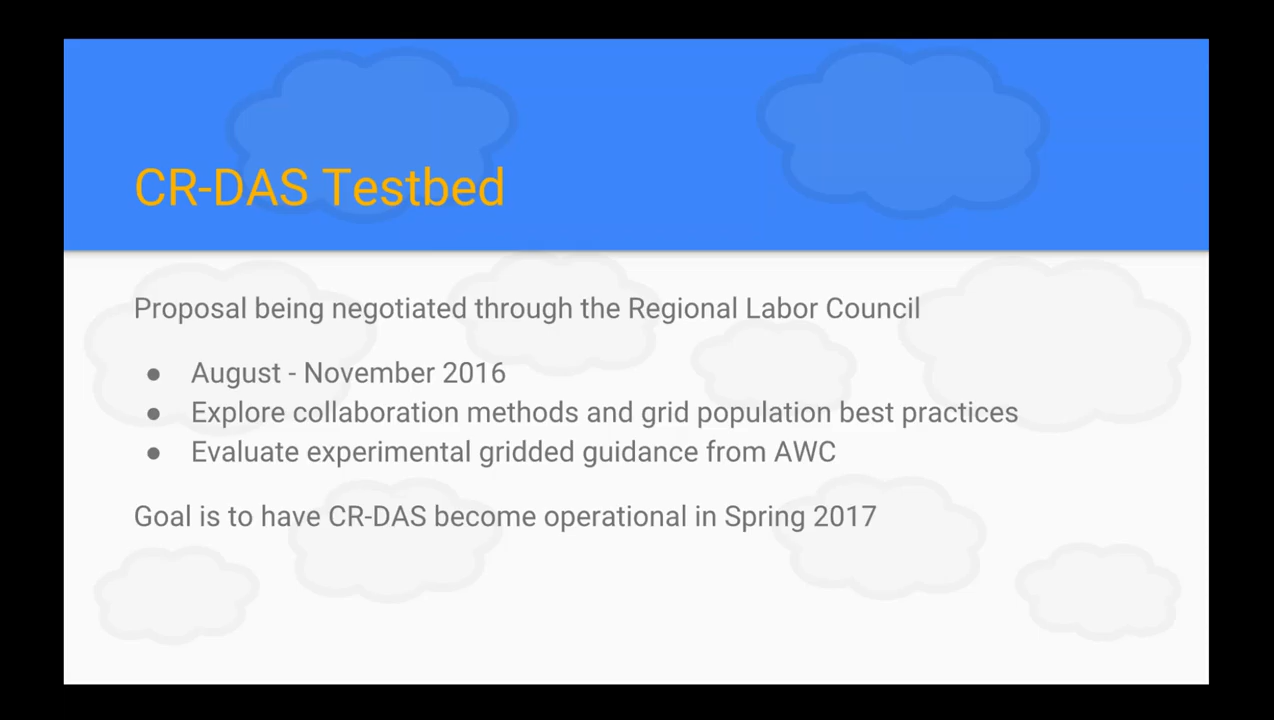 CR-DAS Testbed
Proposal being negotiated through the Regional Labor Council
● August - November 2016
● Explore collaboration methods and grid population best practices
● Evaluate experimental gridded guidance from AWC
Goal is to have CR-DAS become operational in Spring 2017